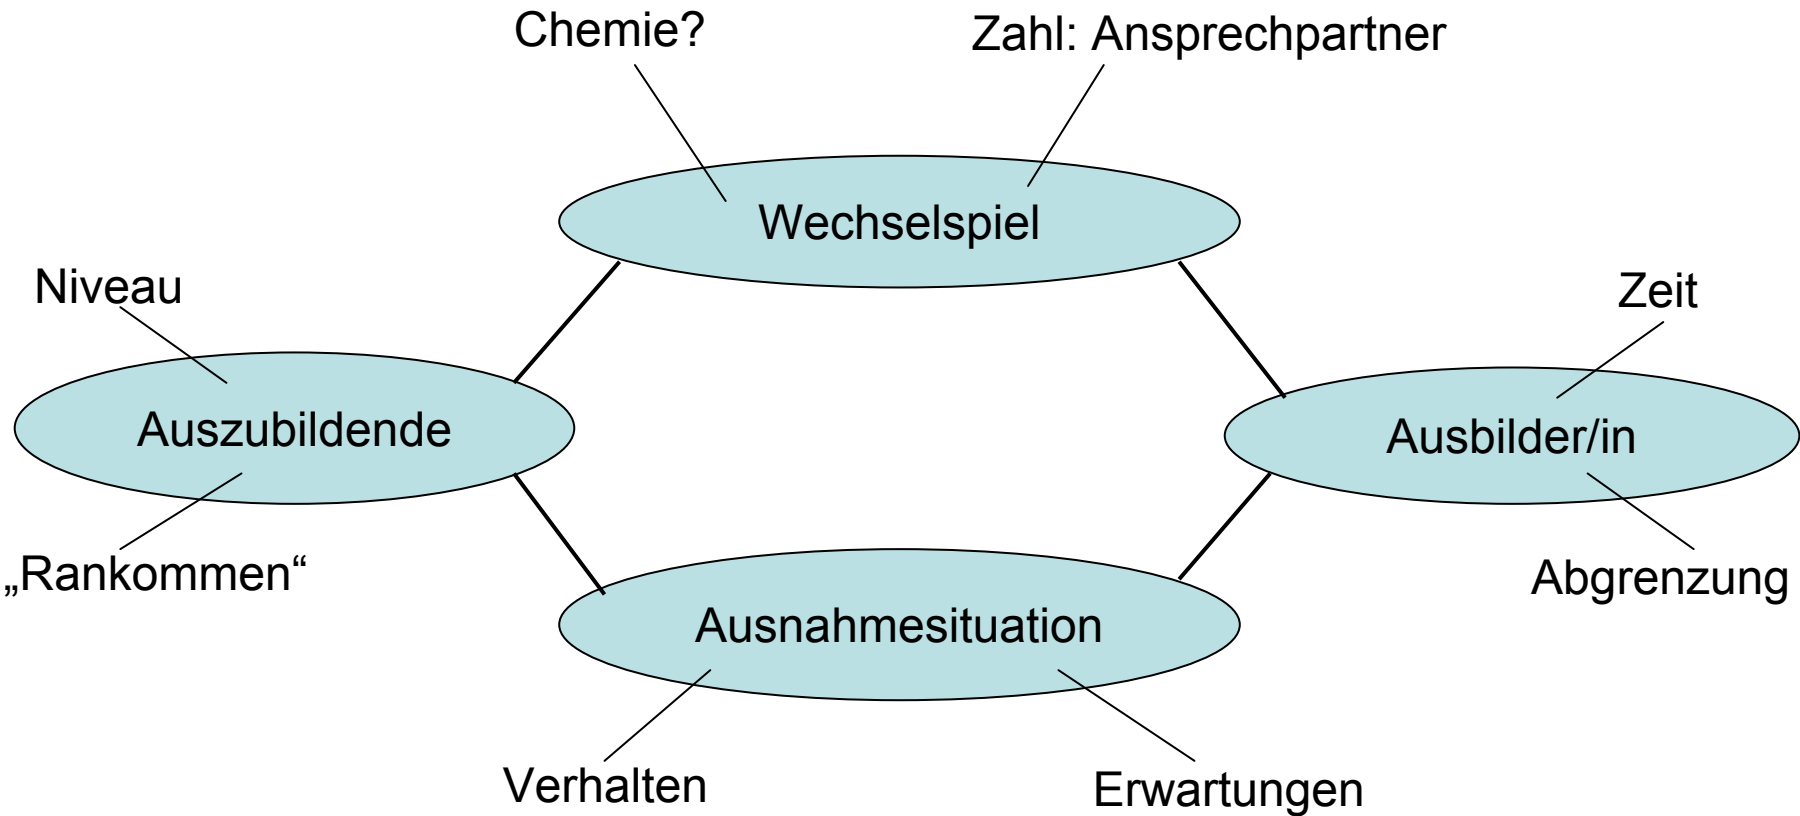 Chemie?
Zahl: Ansprechpartner
Wechselspiel
Niveau
Zeit
Auszubildende
Ausbilder/in
„Rankommen“
Abgrenzung
Ausnahmesituation
Verhalten
Erwartungen